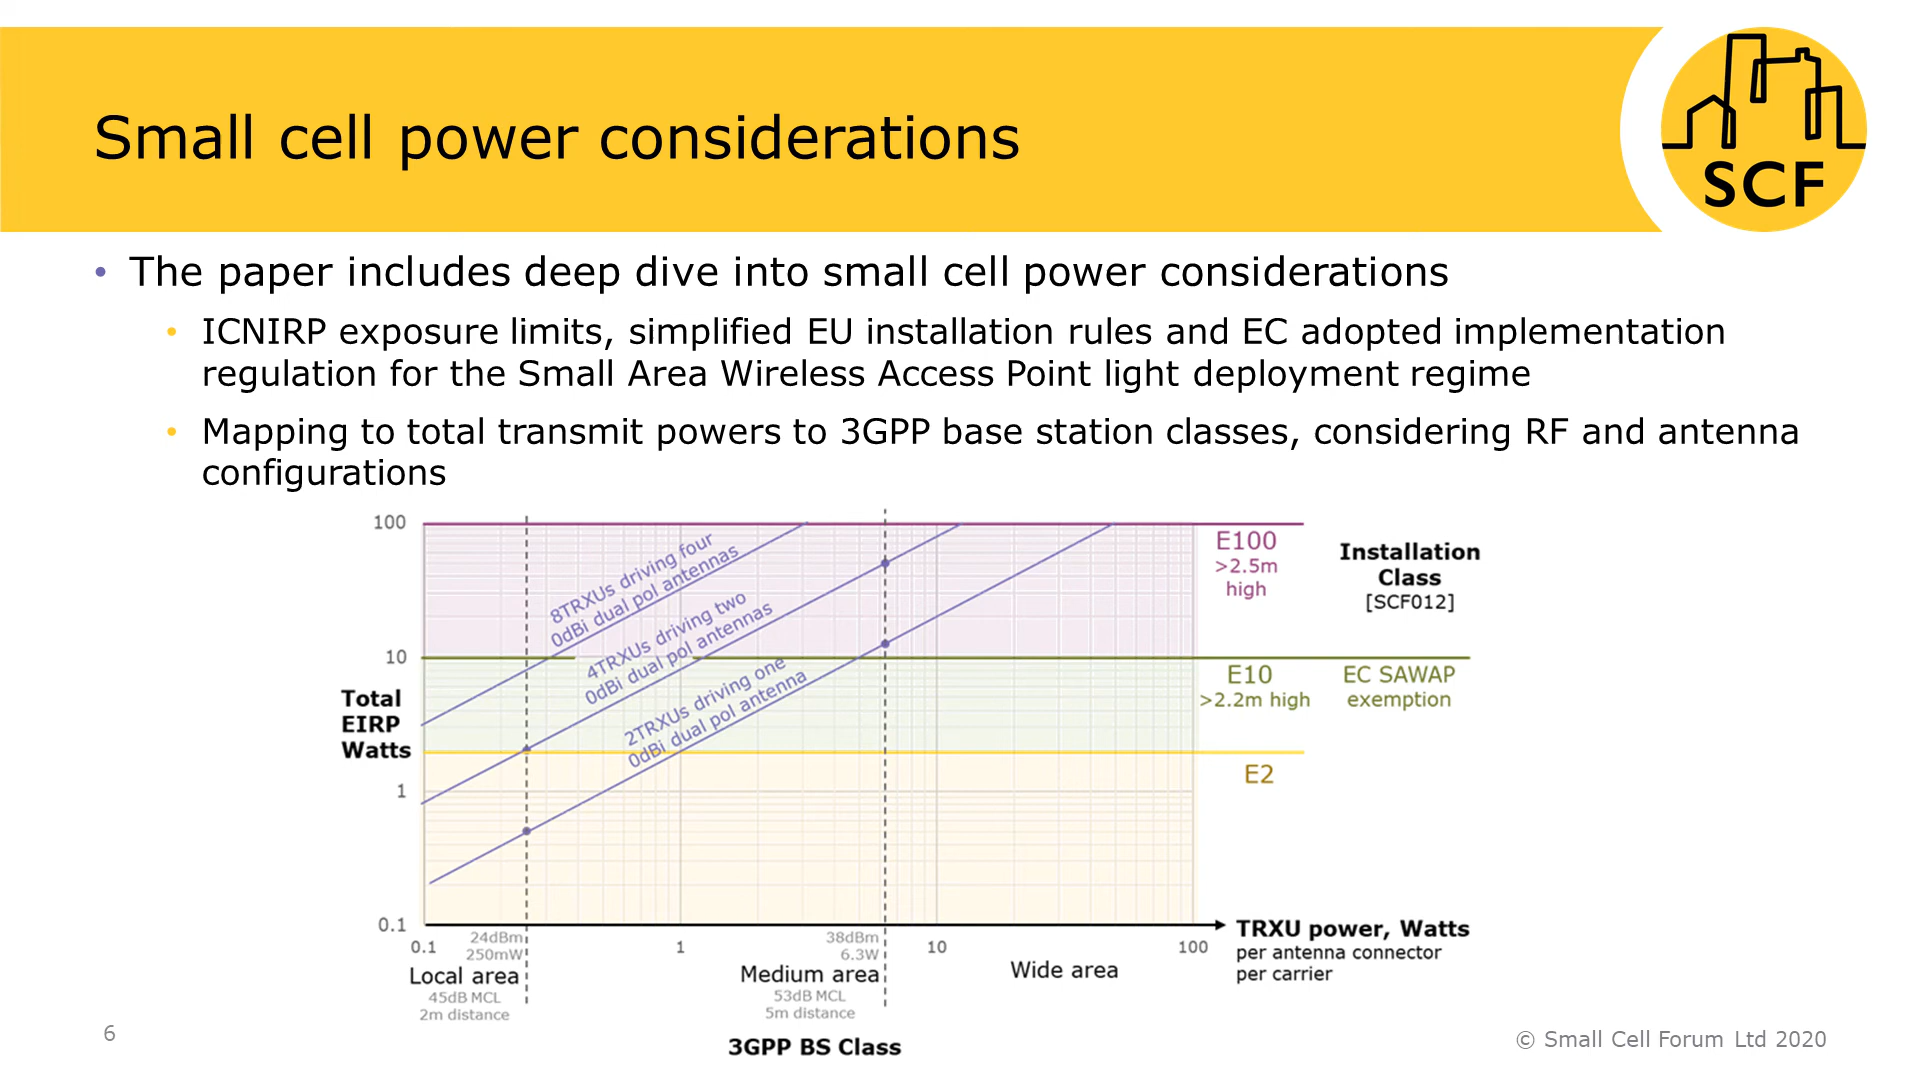 Small cell power considerations
SCF
• The paper includes deep dive into small cell power considerations
• ICNIRP exposure limits, simplified EU installation rules and EC adopted implementation
regulation for the Small Area Wireless Access Point light deployment regime
• Mapping to total transmit powers to 3GPP base station classes, considering RF and antenna
configurations
100
10
1
0.1
Total
EIRP
Watts
8TRXUs driving four
0dBi dual pol antennas
4TRXUs driving two
0dBi dual pol antennas
2TRXUs driving one
0dBi dual pol antenna
E100
>2.5m
high
Installation
Class
[SCF012]
E10
>2.2m high
EC SAWAP
exemption
E2
0.1
24dBm
250mW
1
38dBm
6.3W
10
100
Local area
45dB MCL
2m distance
Medium area
53dB MCL
5m distance
Wide area
TRXU power, Watts
per antenna connector
per carrier
3GPP BS Class
6
© Small Cell Forum Ltd 2020